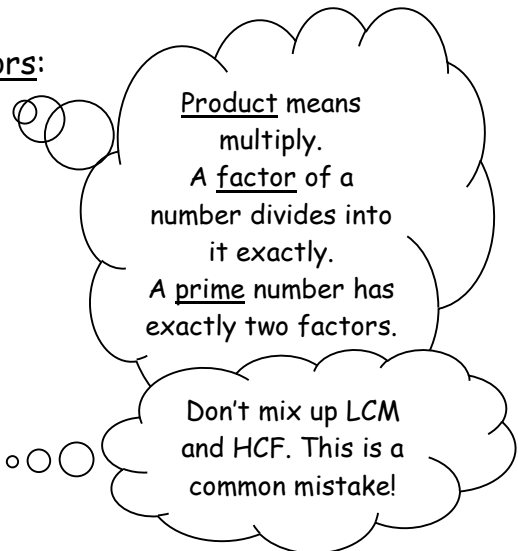 ors:
Product means
multiply.
A factor of a
number divides into
it exactly.
A prime number has
exactly two factors.
Don't mix up LCM
and HCF. This is a
common mistake!